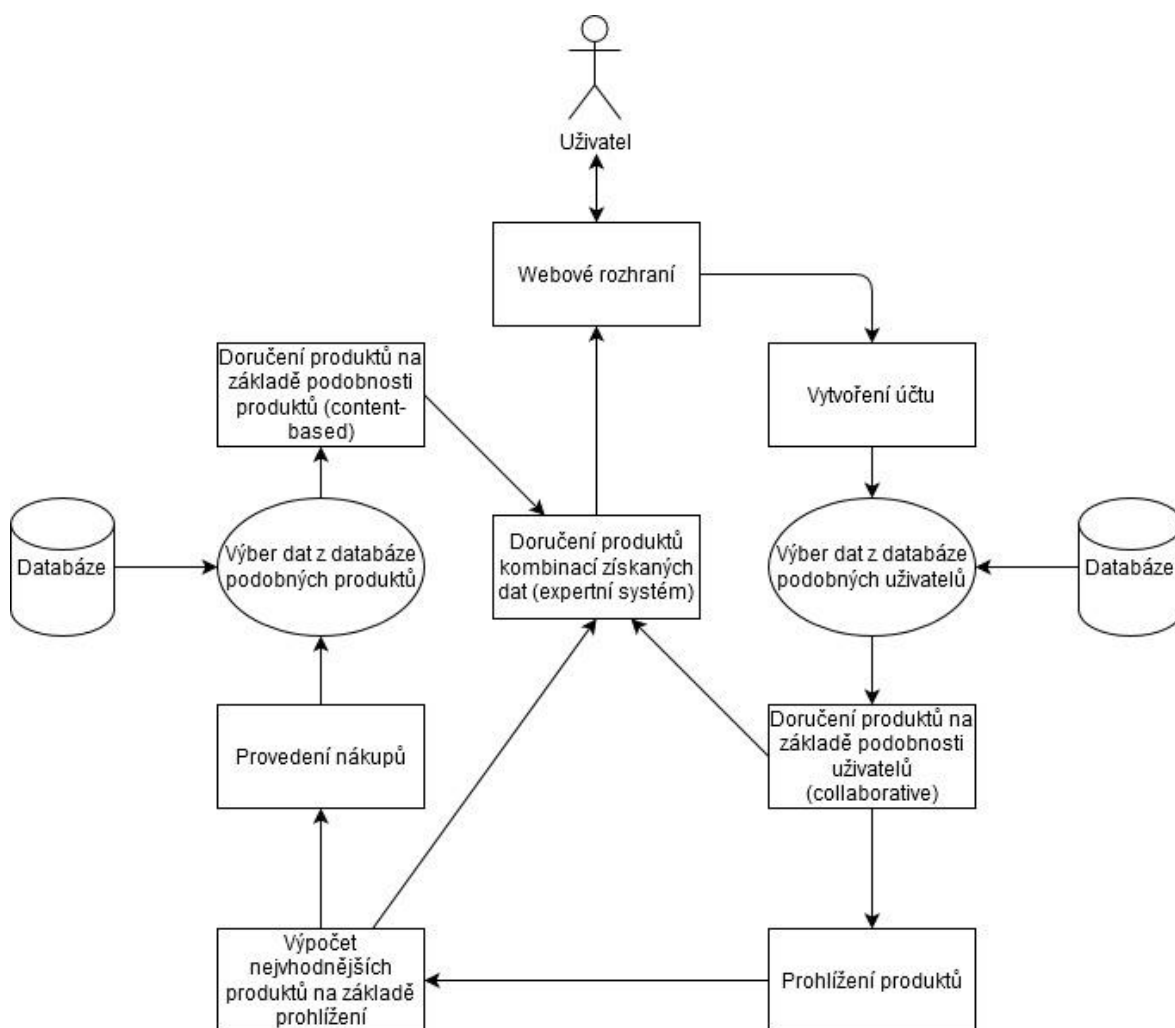 Uživatel
Webové rozhraní
Doručení produktů na
základě podobnosti
produktů (content-
based)
Vytvoření účtu
Databáze
Výber dat z databáze
podobných produktů
Doručení produktů
kombinací získaných
dat (expertní systém)
Výber dat z databáze
podobných uživatelů
Databáze
Provedení nákupů
Doručení produktů na
základě podobnosti
uživatelů
(collaborative)
Výpočet
nejvhodnějších
produktů na základě
prohlížení
Prohlížení produktů